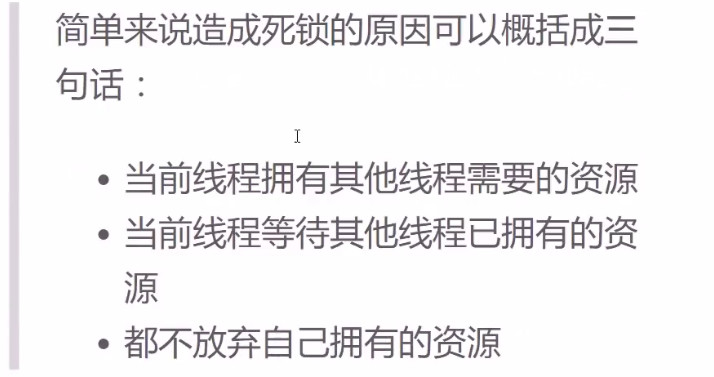 简单来说造成死锁的原因可以概括成三
句话：
• 当前线程拥有其他线程需要的资源
• 当前线程等待其他线程已拥有的资
源
• 都不放弃自己拥有的资源